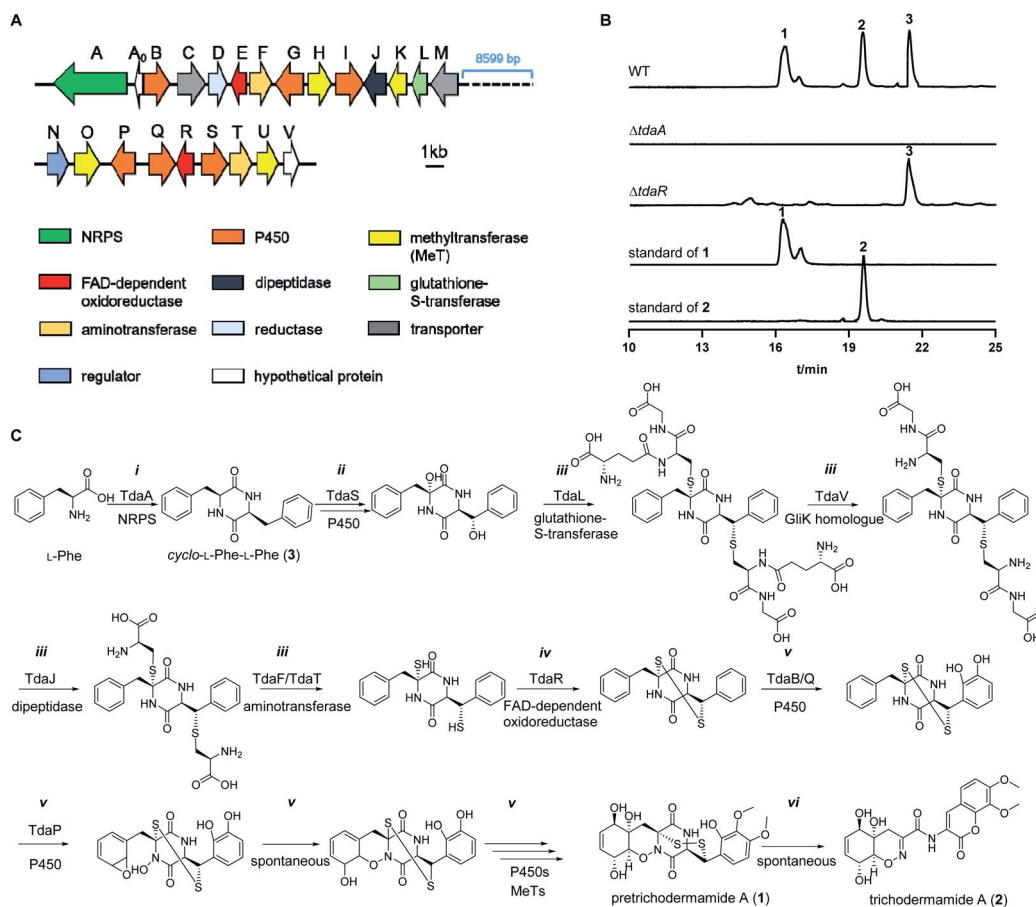 A
A A₀ B C D E F G H I J K L M
8599 bp
N O P Q R S T U V
1kb
NRPS
P450
methyltransferase
(MeT)
FAD-dependent
oxidoreductase
dipeptidase
glutathione-
S-transferase
aminotransferase
reductase
transporter
regulator
hypothetical protein
B
1 2 3
WT
ΔtdaA
3
ΔtdaR
1
standard of 1
2
standard of 2
10 13 16 19 22 25
t/min
C
i
TdaA
NRPS
ii
TdaS
P450
iii
TdaL
glutathione-
S-transferase
iii
TdaV
GliK homologue
L-Phe
cyclo-L-Phe-L-Phe (3)
iii
TdaJ
dipeptidase
iii
TdaF/TdaT
aminotransferase
iv
TdaR
FAD-dependent
oxidoreductase
v
TdaB/Q
P450
v
TdaP
P450
v
spontaneous
v
P450s
MeTs
vi
spontaneous
pretrichodermamide A (1)
trichodermamide A (2)